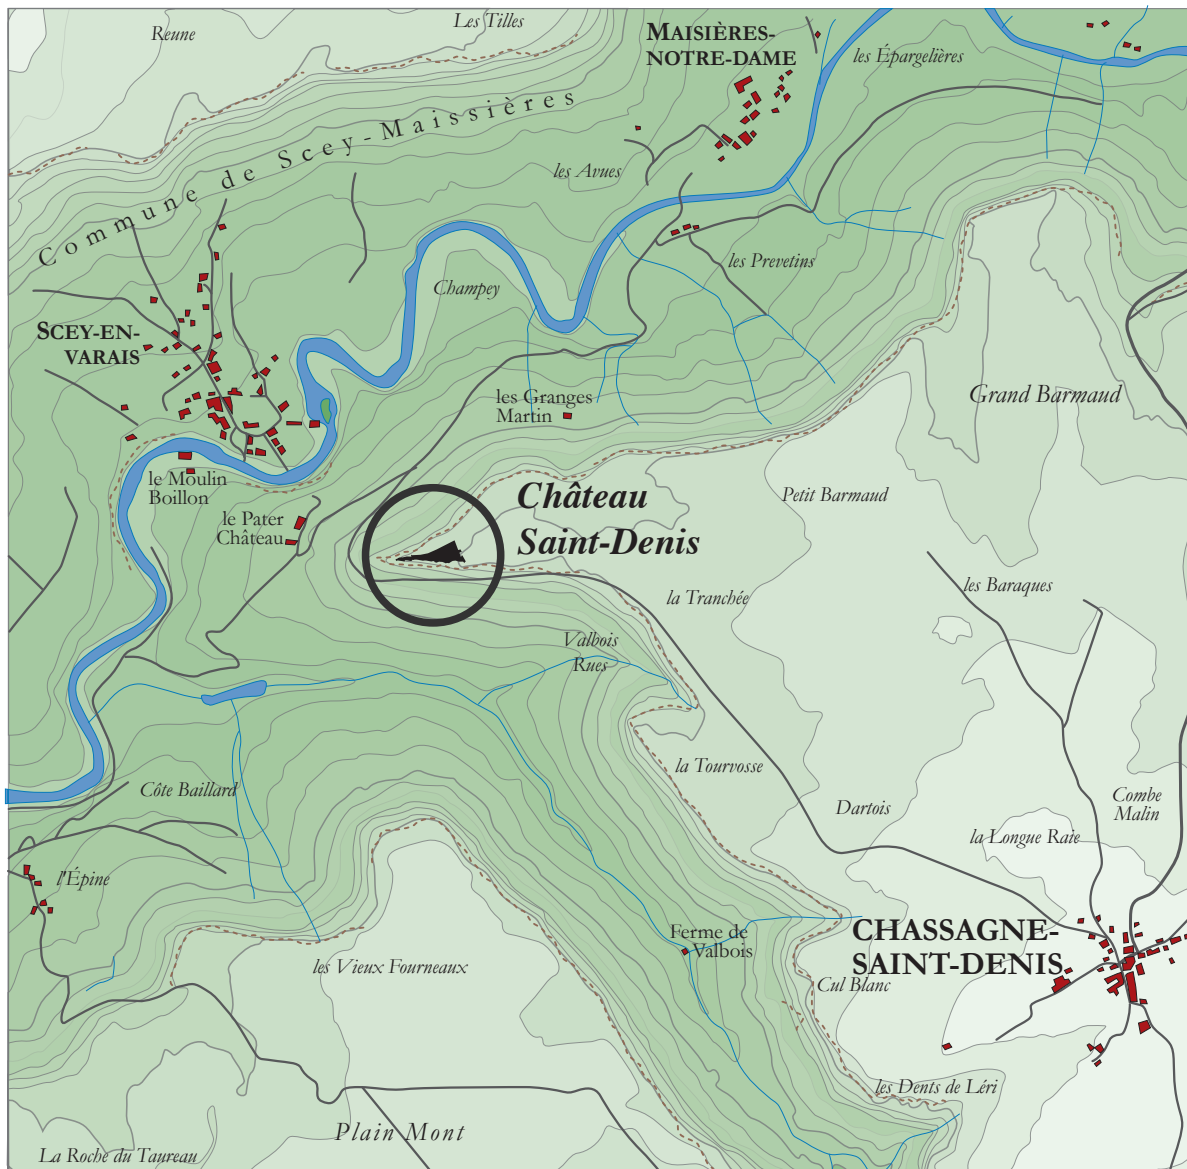 Les Tilles
Reune
MAISIÈRES-
NOTRE-DAME
les Épargelières
Commune de Scey-Maissières
les Avues
les Prevetins
Champey
SCEY-EN-
VARAIS
les Granges
Martin
Grand Barmaud
le Moulin
Boillon
Château
Saint-Denis
Petit Barmaud
le Pater
Château
les Baraques
la Tranchée
Valbois
Rues
la Tourvosse
Côte Baillard
Dartois
Combe
Malin
la Longue Raie
l'Épine
Ferme de
Valbois
CHASSAGNE-
SAINT-DENIS
les Vieux Fourneaux
Cul Blanc
les Dents de Léri
Plain Mont
La Roche du Taureau